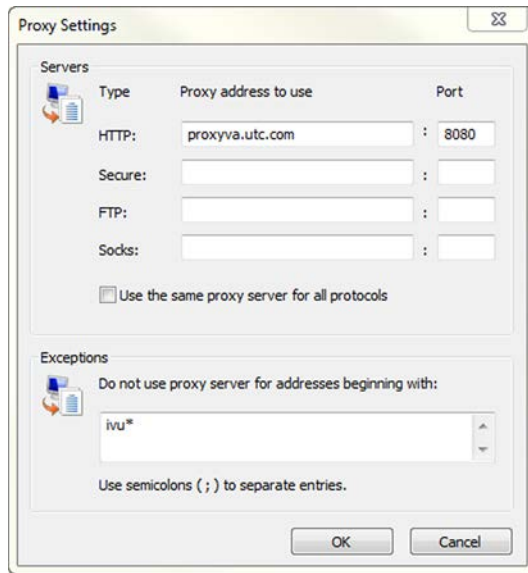 Proxy Settings
Servers
Type Proxy address to use Port
HTTP: proxyva.utc.com : 8080
Secure: :
FTP: :
Socks: :
Use the same proxy server for all protocols
Exceptions
Do not use proxy server for addresses beginning with:
ivu*
Use semicolons ( ; ) to separate entries.
OK Cancel